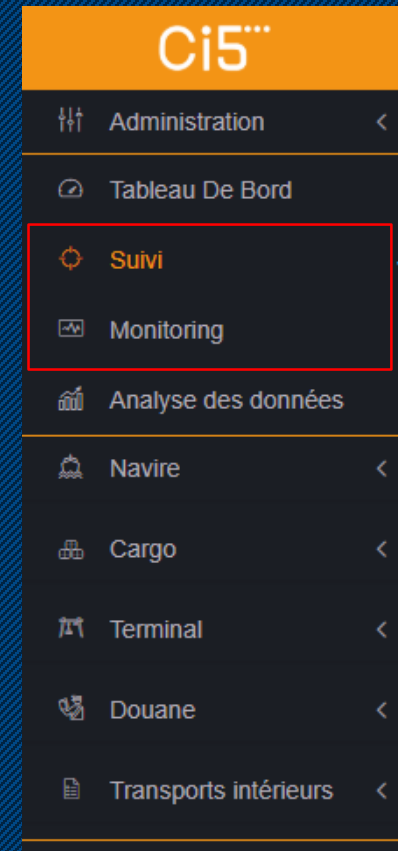 Ci5
Administration
Tableau De Bord
Suivi
Monitoring
Analyse des données
Navire
Cargo
Terminal
Douane
Transports intérieurs